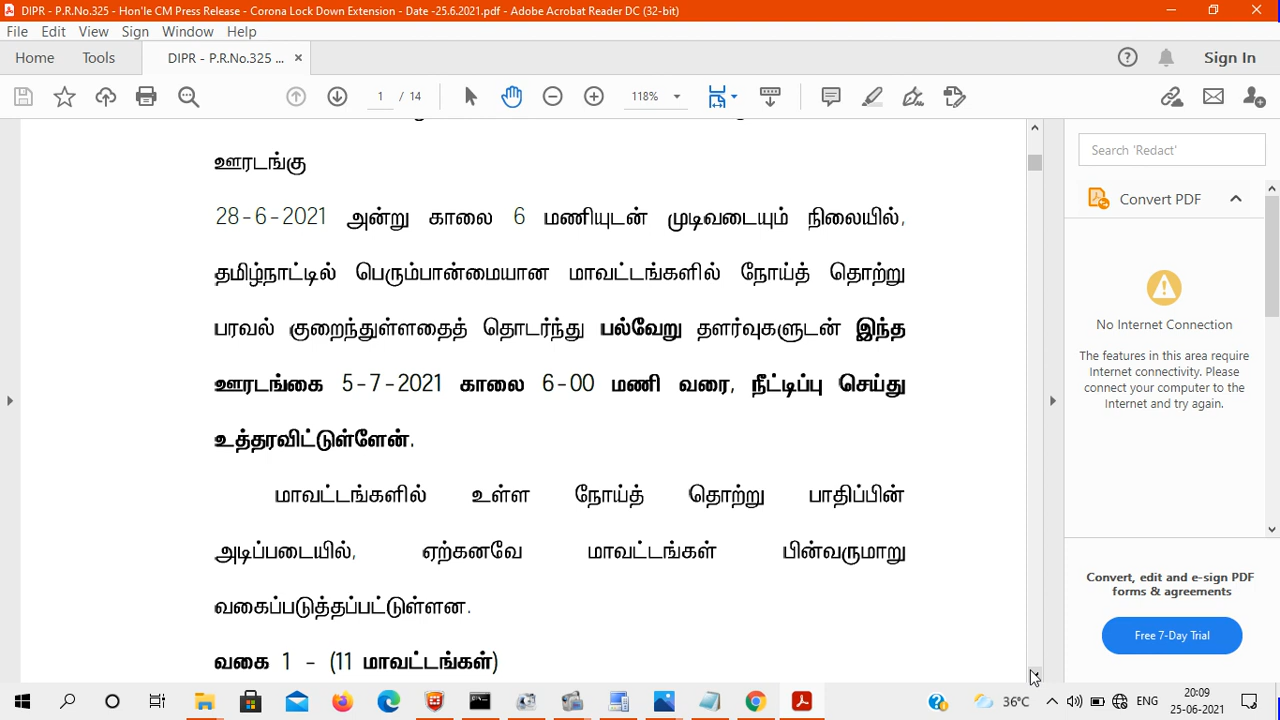 DIPR - P.R.No.325 - Hon'le CM Press Release - Corona Lock Down Extension - Date -25.6.2021.pdf - Adobe Acrobat Reader DC (32-bit)
File Edit View Sign Window Help
Home Tools DIPR - P.R.No.325 ... × Sign In
1 / 14 118%
ஊரடங்கு
28-6-2021 அன்று காலை 6 மணியுடன் முடிவடையும் நிலையில்,
தமிழ்நாட்டில் பெரும்பான்மையான மாவட்டங்களில் நோய்த் தொற்று
பரவல் குறைந்துள்ளதைத் தொடர்ந்து பல்வேறு தளர்வுகளுடன் இந்த
ஊரடங்கை 5-7-2021 காலை 6-00 மணி வரை, நீட்டிப்பு செய்து
உத்தரவிட்டுள்ளேன்.
மாவட்டங்களில் உள்ள நோய்த் தொற்று பாதிப்பின்
அடிப்படையில், ஏற்கனவே மாவட்டங்கள் பின்வருமாறு
வகைப்படுத்தப்பட்டுள்ளன.
வகை 1 - (11 மாவட்டங்கள்)
Search 'Redact'
Convert PDF
No Internet Connection
The features in this area require
Internet connectivity. Please
connect your computer to the
Internet and try again.
Convert, edit and e-sign PDF
forms & agreements
Free 7-Day Trial
36°C ENG 20:09
25-06-2021